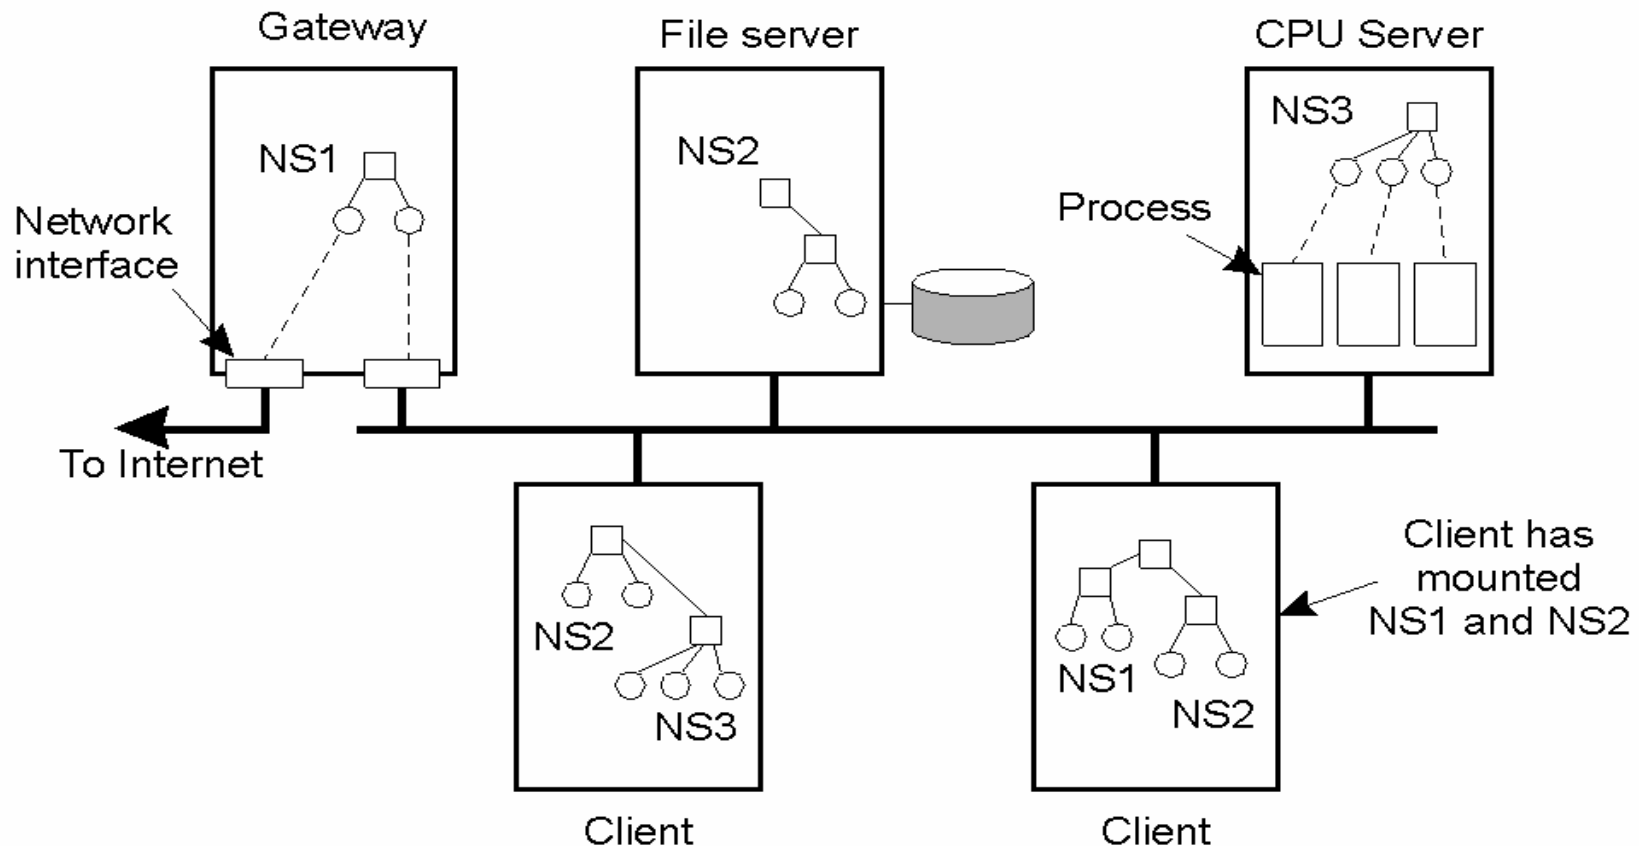 Gateway
File server
CPU Server
NS1
NS2
NS3
Network
interface
Process
To Internet
NS2
NS3
NS1
NS2
Client has
mounted
NS1 and NS2
Client
Client